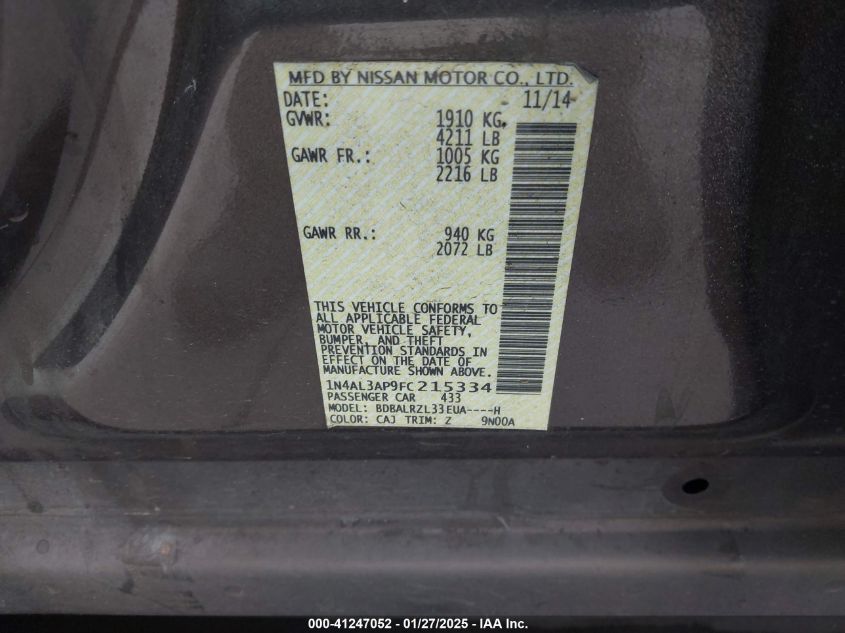 MFD BY NISSAN MOTOR CO., LTD.
DATE: 11/14
GVWR: 1910 KG.
4211 LB
GAWR FR.: 1005 KG
2216 LB
GAWR RR.: 940 KG
2072 LB
THIS VEHICLE CONFORMS TO
ALL APPLICABLE FEDERAL
MOTOR VEHICLE SAFETY,
BUMPER, AND THEFT
PREVENTION STANDARDS IN
EFFECT ON THE DATE OF
MANUFACTURE SHOWN ABOVE.
1N4AL3AP9FC215334
PASSENGER CAR 433
MODEL: BDBALRZL33EUA----H
COLOR: CAJ TRIM: Z 9N00A
000-41247052 — 01/27/2025 — IAA Inc.